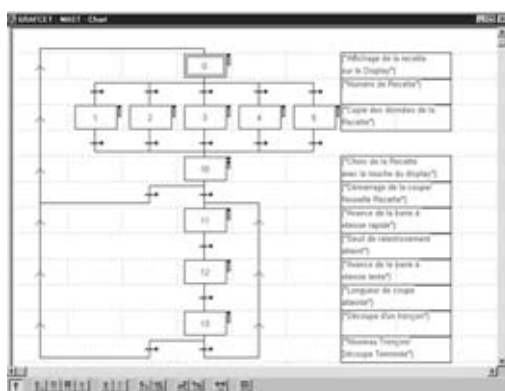 GRAFCET - MAST - Chart
0
("Affichage de la recette
sur le Display")
("Numéro de Recette")
1 2 3 4 5
("Copie des données de la
Recette")
10
("Choix de la Recette
avec la touche du display")
("Démarrage de la coupe/
Nouvelle Recette")
11
("Avance de la barre à
vitesse rapide")
("Seuil de ralentissement
atteint")
12
("Avance de la barre à
vitesse lente")
("Longueur de coupe
atteinte")
13
("Découpe d'un tronçon")
("Nouveau Tronçon/
Découpe Terminée")